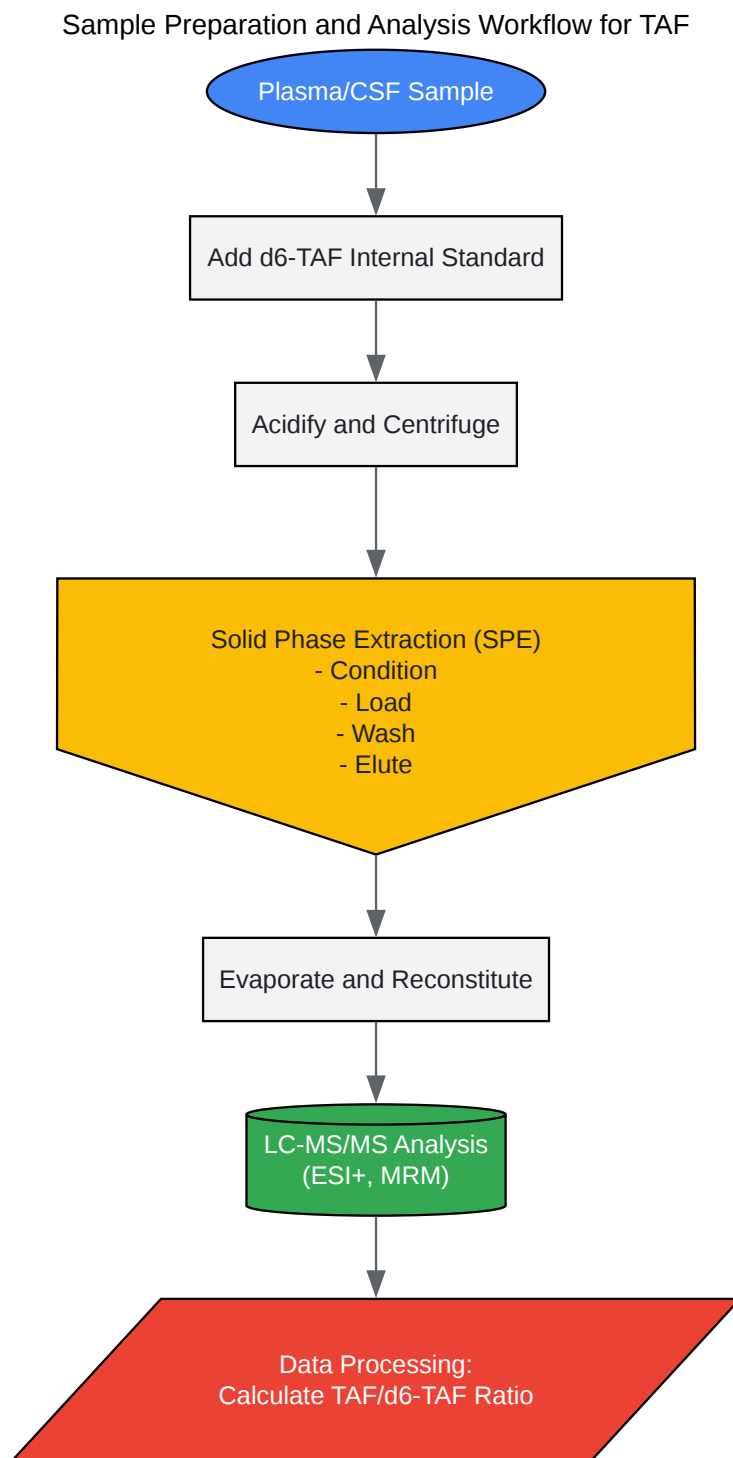 Sample Preparation and Analysis Workflow for TAF
Plasma/CSF Sample
Add d6-TAF Internal Standard
Acidify and Centrifuge
Solid Phase Extraction (SPE)
- Condition
- Load
- Wash
- Elute
Evaporate and Reconstitute
LC-MS/MS Analysis
(ESI+, MRM)
Data Processing:
Calculate TAF/d6-TAF Ratio